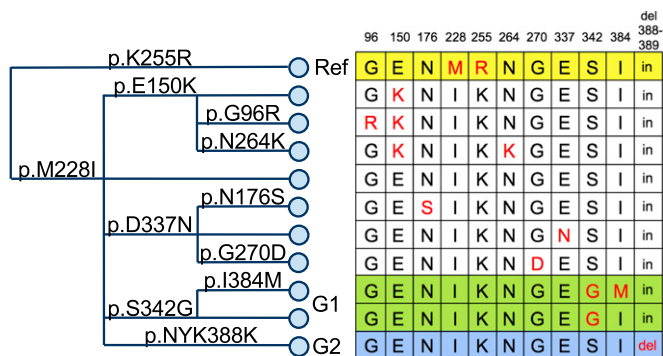 del
388-
389
96 150 176 228 255 264 270 337 342 384
p.K255R Ref G E N M R N G E S I in
p.E150K G K N I K N G E S I in
p.G96R R K N I K N G E S I in
p.N264K G K N I K K G E S I in
p.M228I G E N I K N G E S I in
p.N176S G E S I K N G E S I in
p.D337N G E N I K N G N S I in
p.G270D G E N I K N D E S I in
p.I384M G E N I K N G E G M in
G1
p.S342G G E N I K N G E G I in
p.NYK388K G2 G E N I K N G E S I del